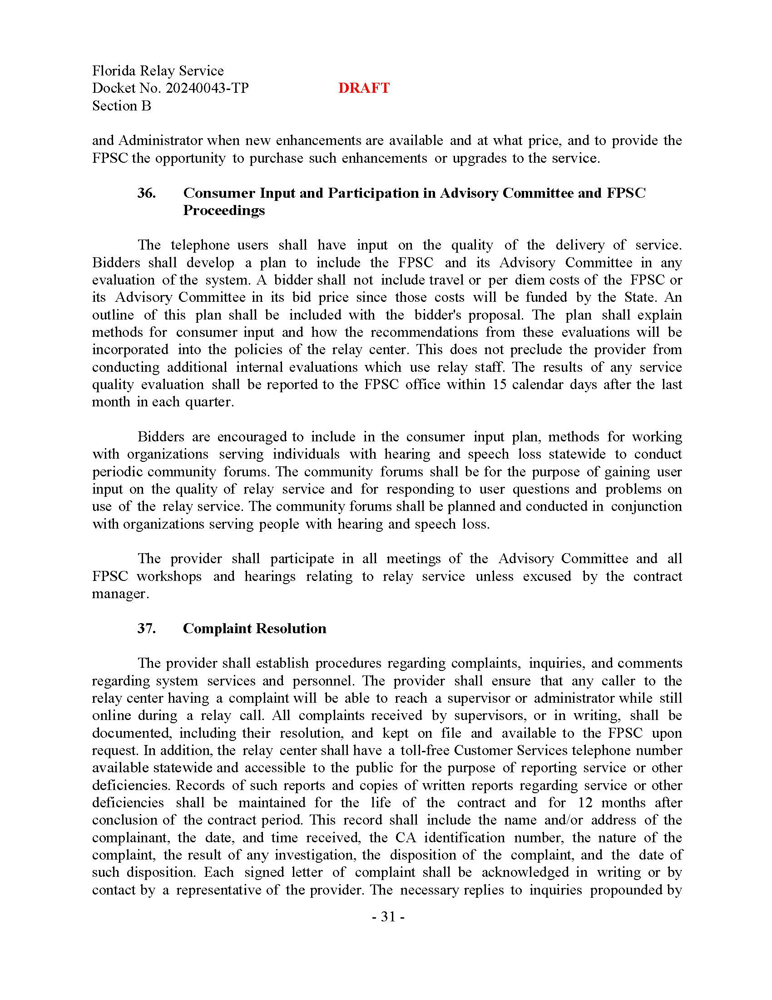 Florida Relay Service
Docket No. 20240043-TP DRAFT
Section B
and Administrator when new enhancements are available and at what price, and to provide the
FPSC the opportunity to purchase such enhancements or upgrades to the service.
36. Consumer Input and Participation in Advisory Committee and FPSC
Proceedings
The telephone users shall have input on the quality of the delivery of service.
Bidders shall develop a plan to include the FPSC and its Advisory Committee in any
evaluation of the system. A bidder shall not include travel or per diem costs of the FPSC or
its Advisory Committee in its bid price since those costs will be funded by the State. An
outline of this plan shall be included with the bidder's proposal. The plan shall explain
methods for consumer input and how the recommendations from these evaluations will be
incorporated into the policies of the relay center. This does not preclude the provider from
conducting additional internal evaluations which use relay staff. The results of any service
quality evaluation shall be reported to the FPSC office within 15 calendar days after the last
month in each quarter.
Bidders are encouraged to include in the consumer input plan, methods for working
with organizations serving individuals with hearing and speech loss statewide to conduct
periodic community forums. The community forums shall be for the purpose of gaining user
input on the quality of relay service and for responding to user questions and problems on
use of the relay service. The community forums shall be planned and conducted in conjunction
with organizations serving people with hearing and speech loss.
The provider shall participate in all meetings of the Advisory Committee and all
FPSC workshops and hearings relating to relay service unless excused by the contract
manager.
37. Complaint Resolution
The provider shall establish procedures regarding complaints, inquiries, and comments
regarding system services and personnel. The provider shall ensure that any caller to the
relay center having a complaint will be able to reach a supervisor or administrator while still
online during a relay call. All complaints received by supervisors, or in writing, shall be
documented, including their resolution, and kept on file and available to the FPSC upon
request. In addition, the relay center shall have a toll-free Customer Services telephone number
available statewide and accessible to the public for the purpose of reporting service or other
deficiencies. Records of such reports and copies of written reports regarding service or other
deficiencies shall be maintained for the life of the contract and for 12 months after
conclusion of the contract period. This record shall include the name and/or address of the
complainant, the date, and time received, the CA identification number, the nature of the
complaint, the result of any investigation, the disposition of the complaint, and the date of
such disposition. Each signed letter of complaint shall be acknowledged in writing or by
contact by a representative of the provider. The necessary replies to inquiries propounded by
- 31 -